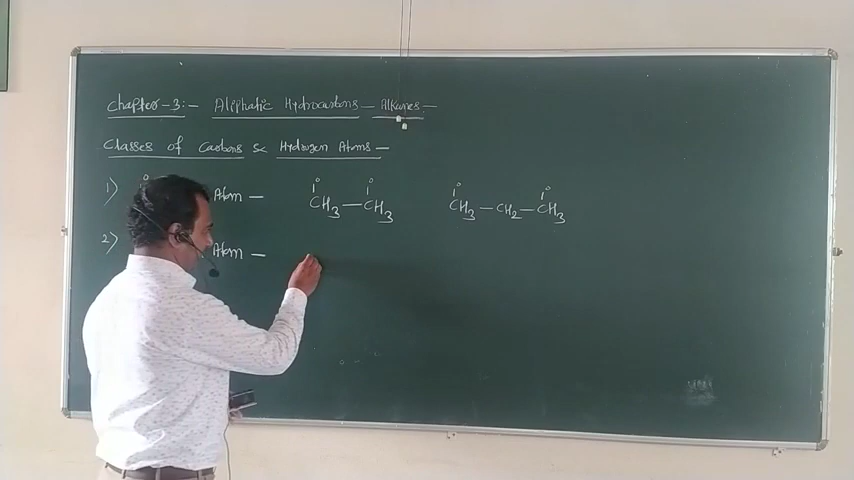 Chapter-3:- Aliphatic Hydrocarbons - Alkanes -
Classes of Carbons & Hydrogen Atoms -
1) 1° Atom - 1° CH3 - 1° CH3 1° CH3 - CH2 - 1° CH3
2) Atom -